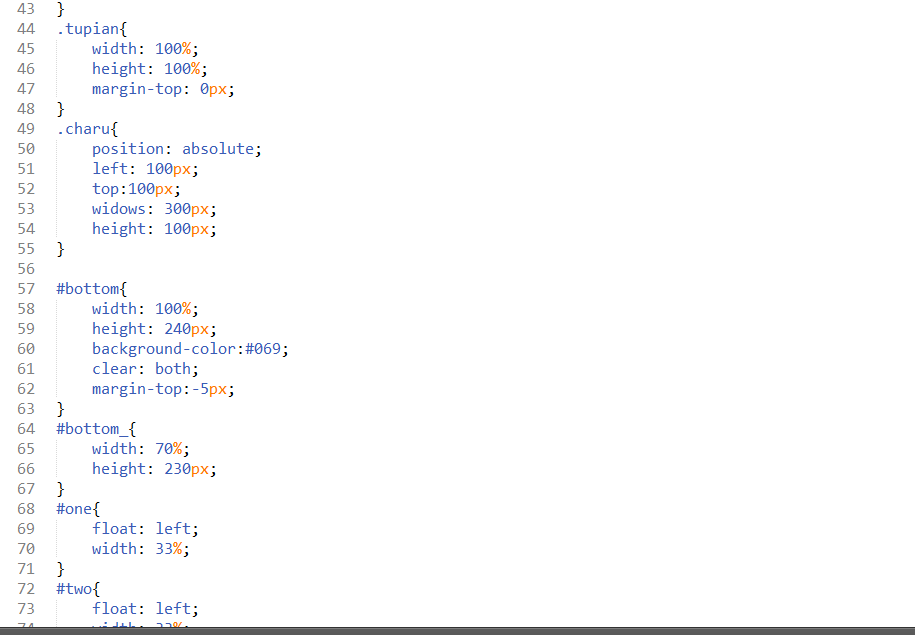 43 }
44 .tupian{
45 width: 100%;
46 height: 100%;
47 margin-top: 0px;
48 }
49 .charu{
50 position: absolute;
51 left: 100px;
52 top:100px;
53 widows: 300px;
54 height: 100px;
55 }
56
57 #bottom{
58 width: 100%;
59 height: 240px;
60 background-color:#069;
61 clear: both;
62 margin-top:-5px;
63 }
64 #bottom_{
65 width: 70%;
66 height: 230px;
67 }
68 #one{
69 float: left;
70 width: 33%;
71 }
72 #two{
73 float: left;
74 width: 33%;